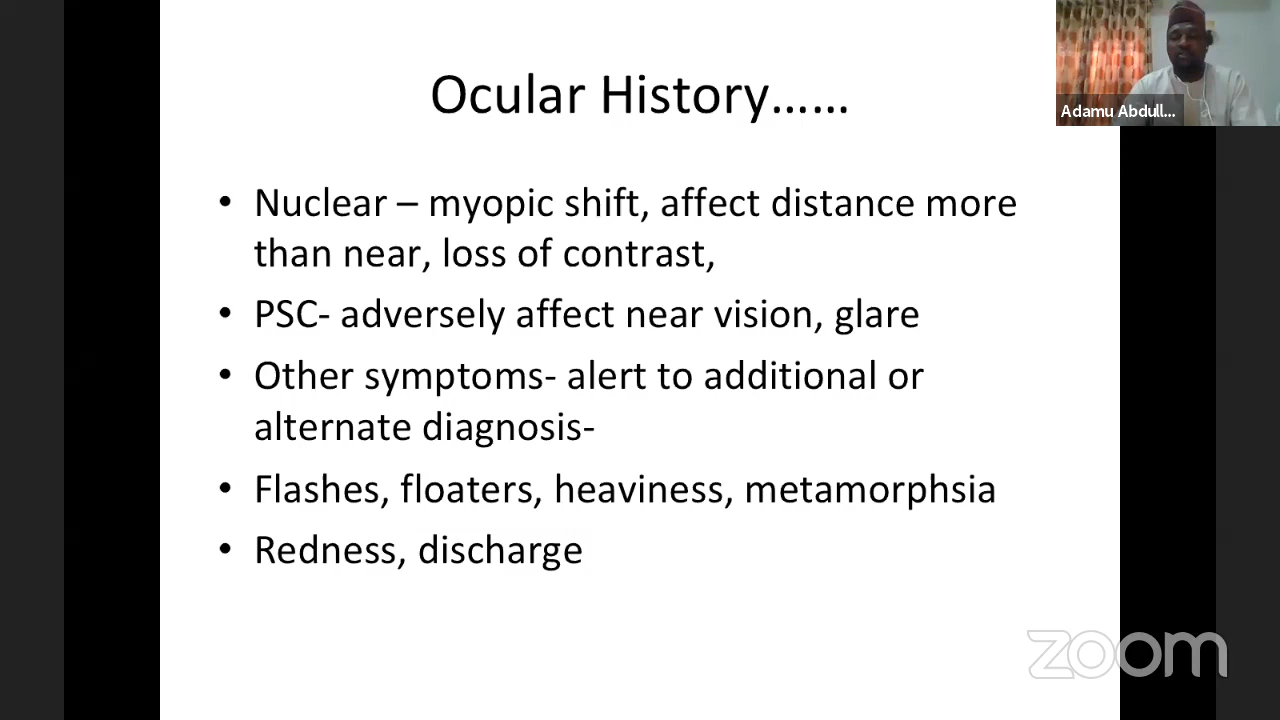 Ocular History……
Adamu Abdull...
• Nuclear – myopic shift, affect distance more
than near, loss of contrast,
• PSC- adversely affect near vision, glare
• Other symptoms- alert to additional or
alternate diagnosis-
• Flashes, floaters, heaviness, metamorphsia
• Redness, discharge
zoom